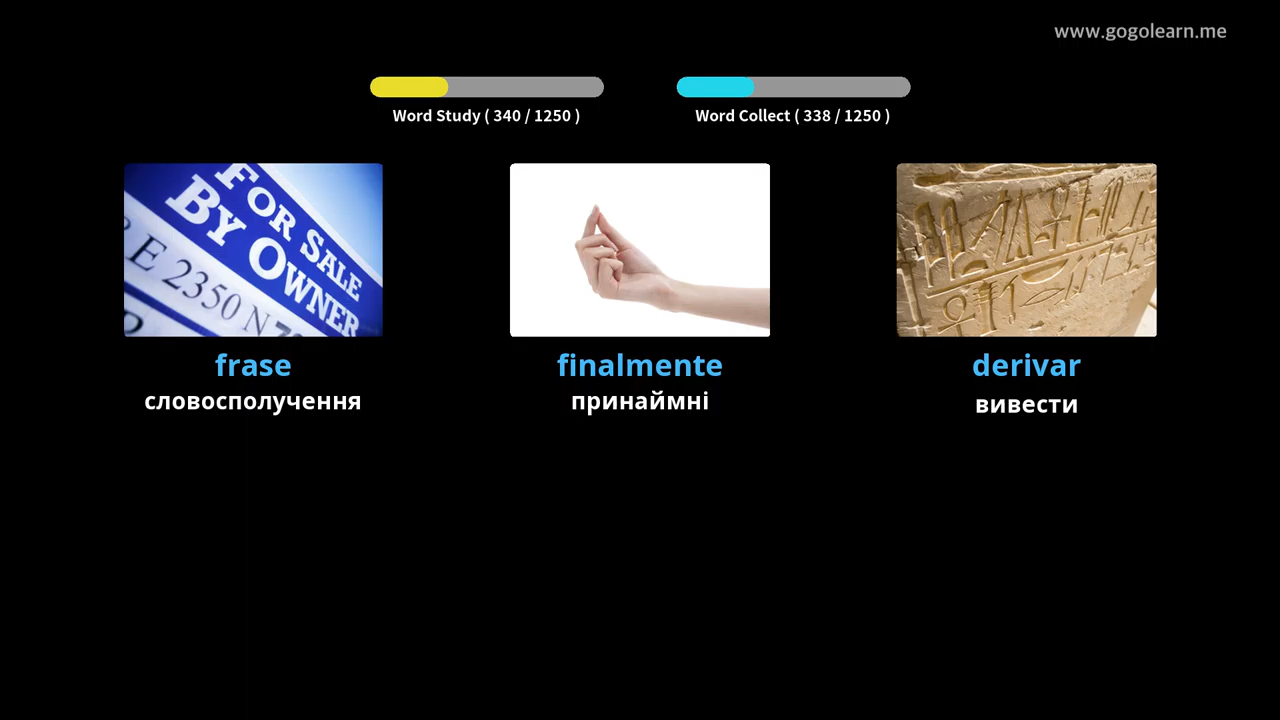 www.gogolearn.me
Word Study ( 340 / 1250 )
Word Collect ( 338 / 1250 )
FOR SALE
BY OWNER
E 2350 N
frase
finalmente
derivar
словосполучення
принаймні
вивести